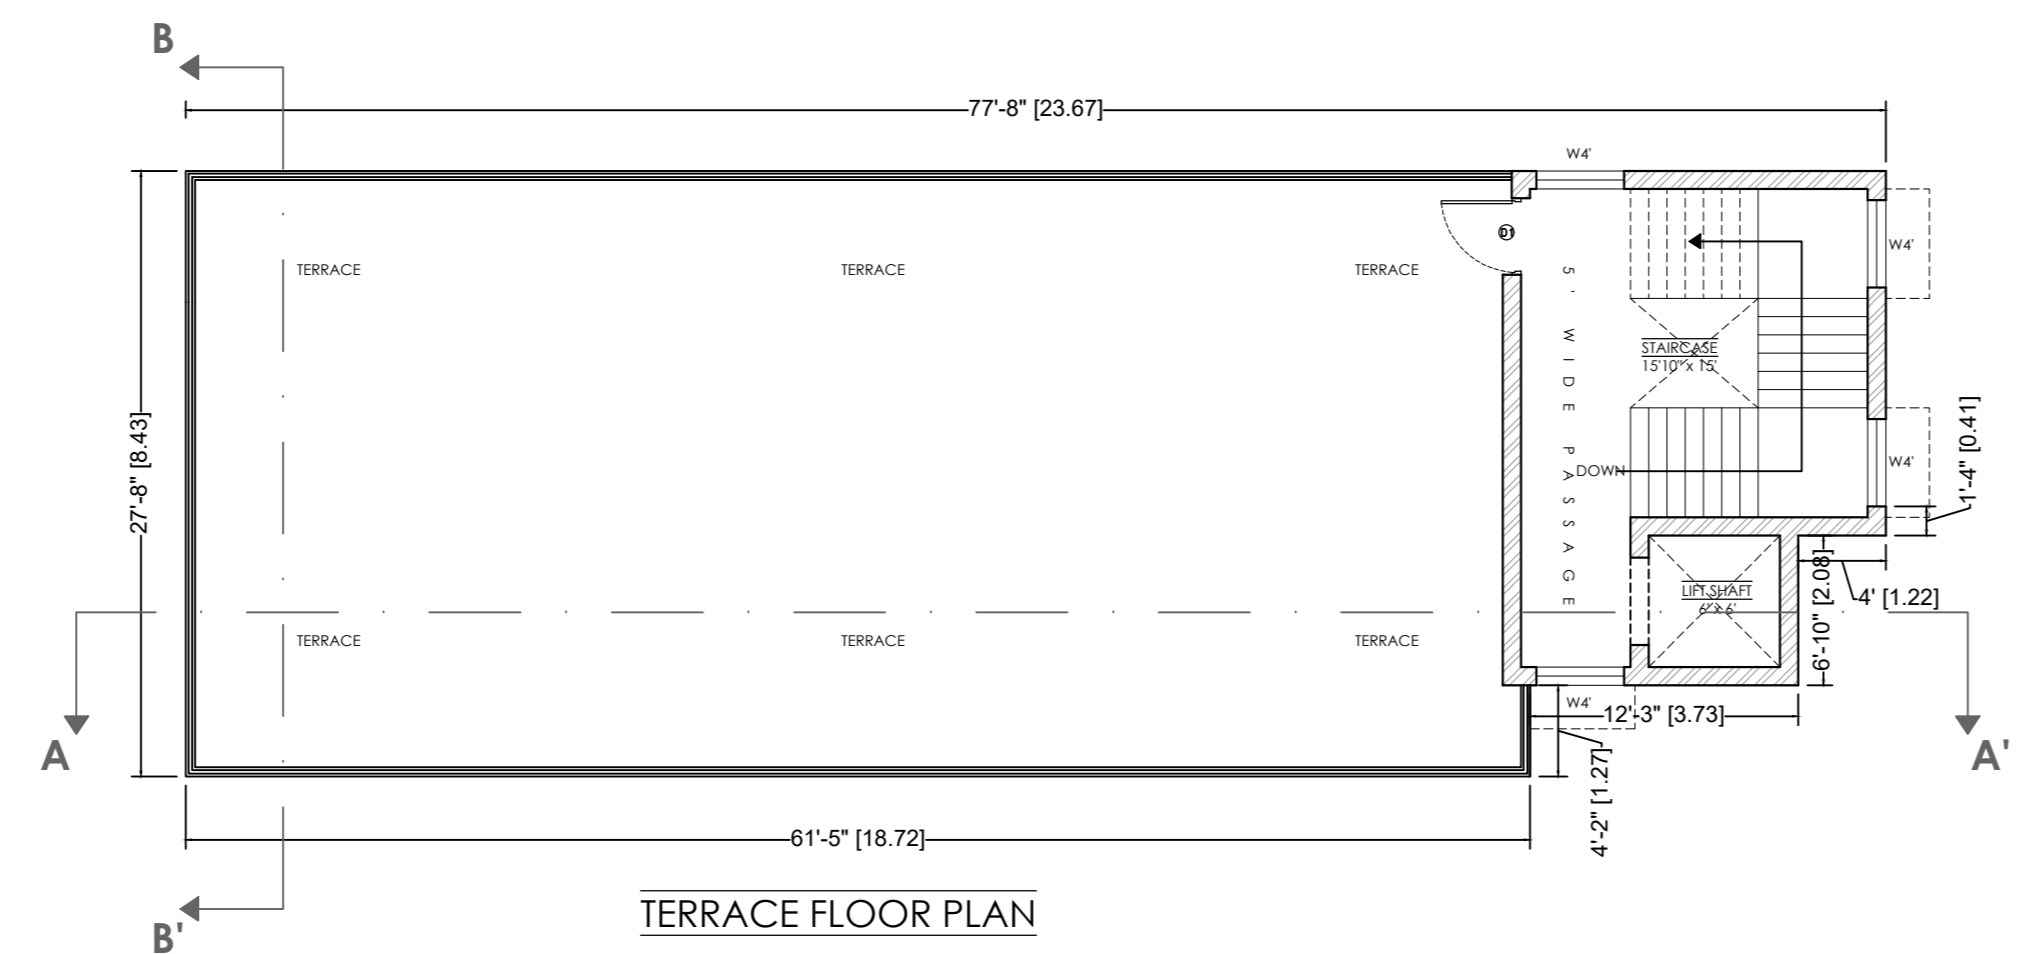 B
77'-8" [23.67]
W4'
D1
TERRACE TERRACE TERRACE
W4'
5' WIDE PASSAGE
STAIRCASE
15'10" x 15'
27'-8" [8.43]
1'-4" [0.41]
DOWN
W4'
LIFT SHAFT
6' x 6'
6'-10" [2.08]
4' [1.22]
TERRACE TERRACE TERRACE
W4'
12'-3" [3.73]
A
A'
4'-2" [1.27]
61'-5" [18.72]
TERRACE FLOOR PLAN
B'